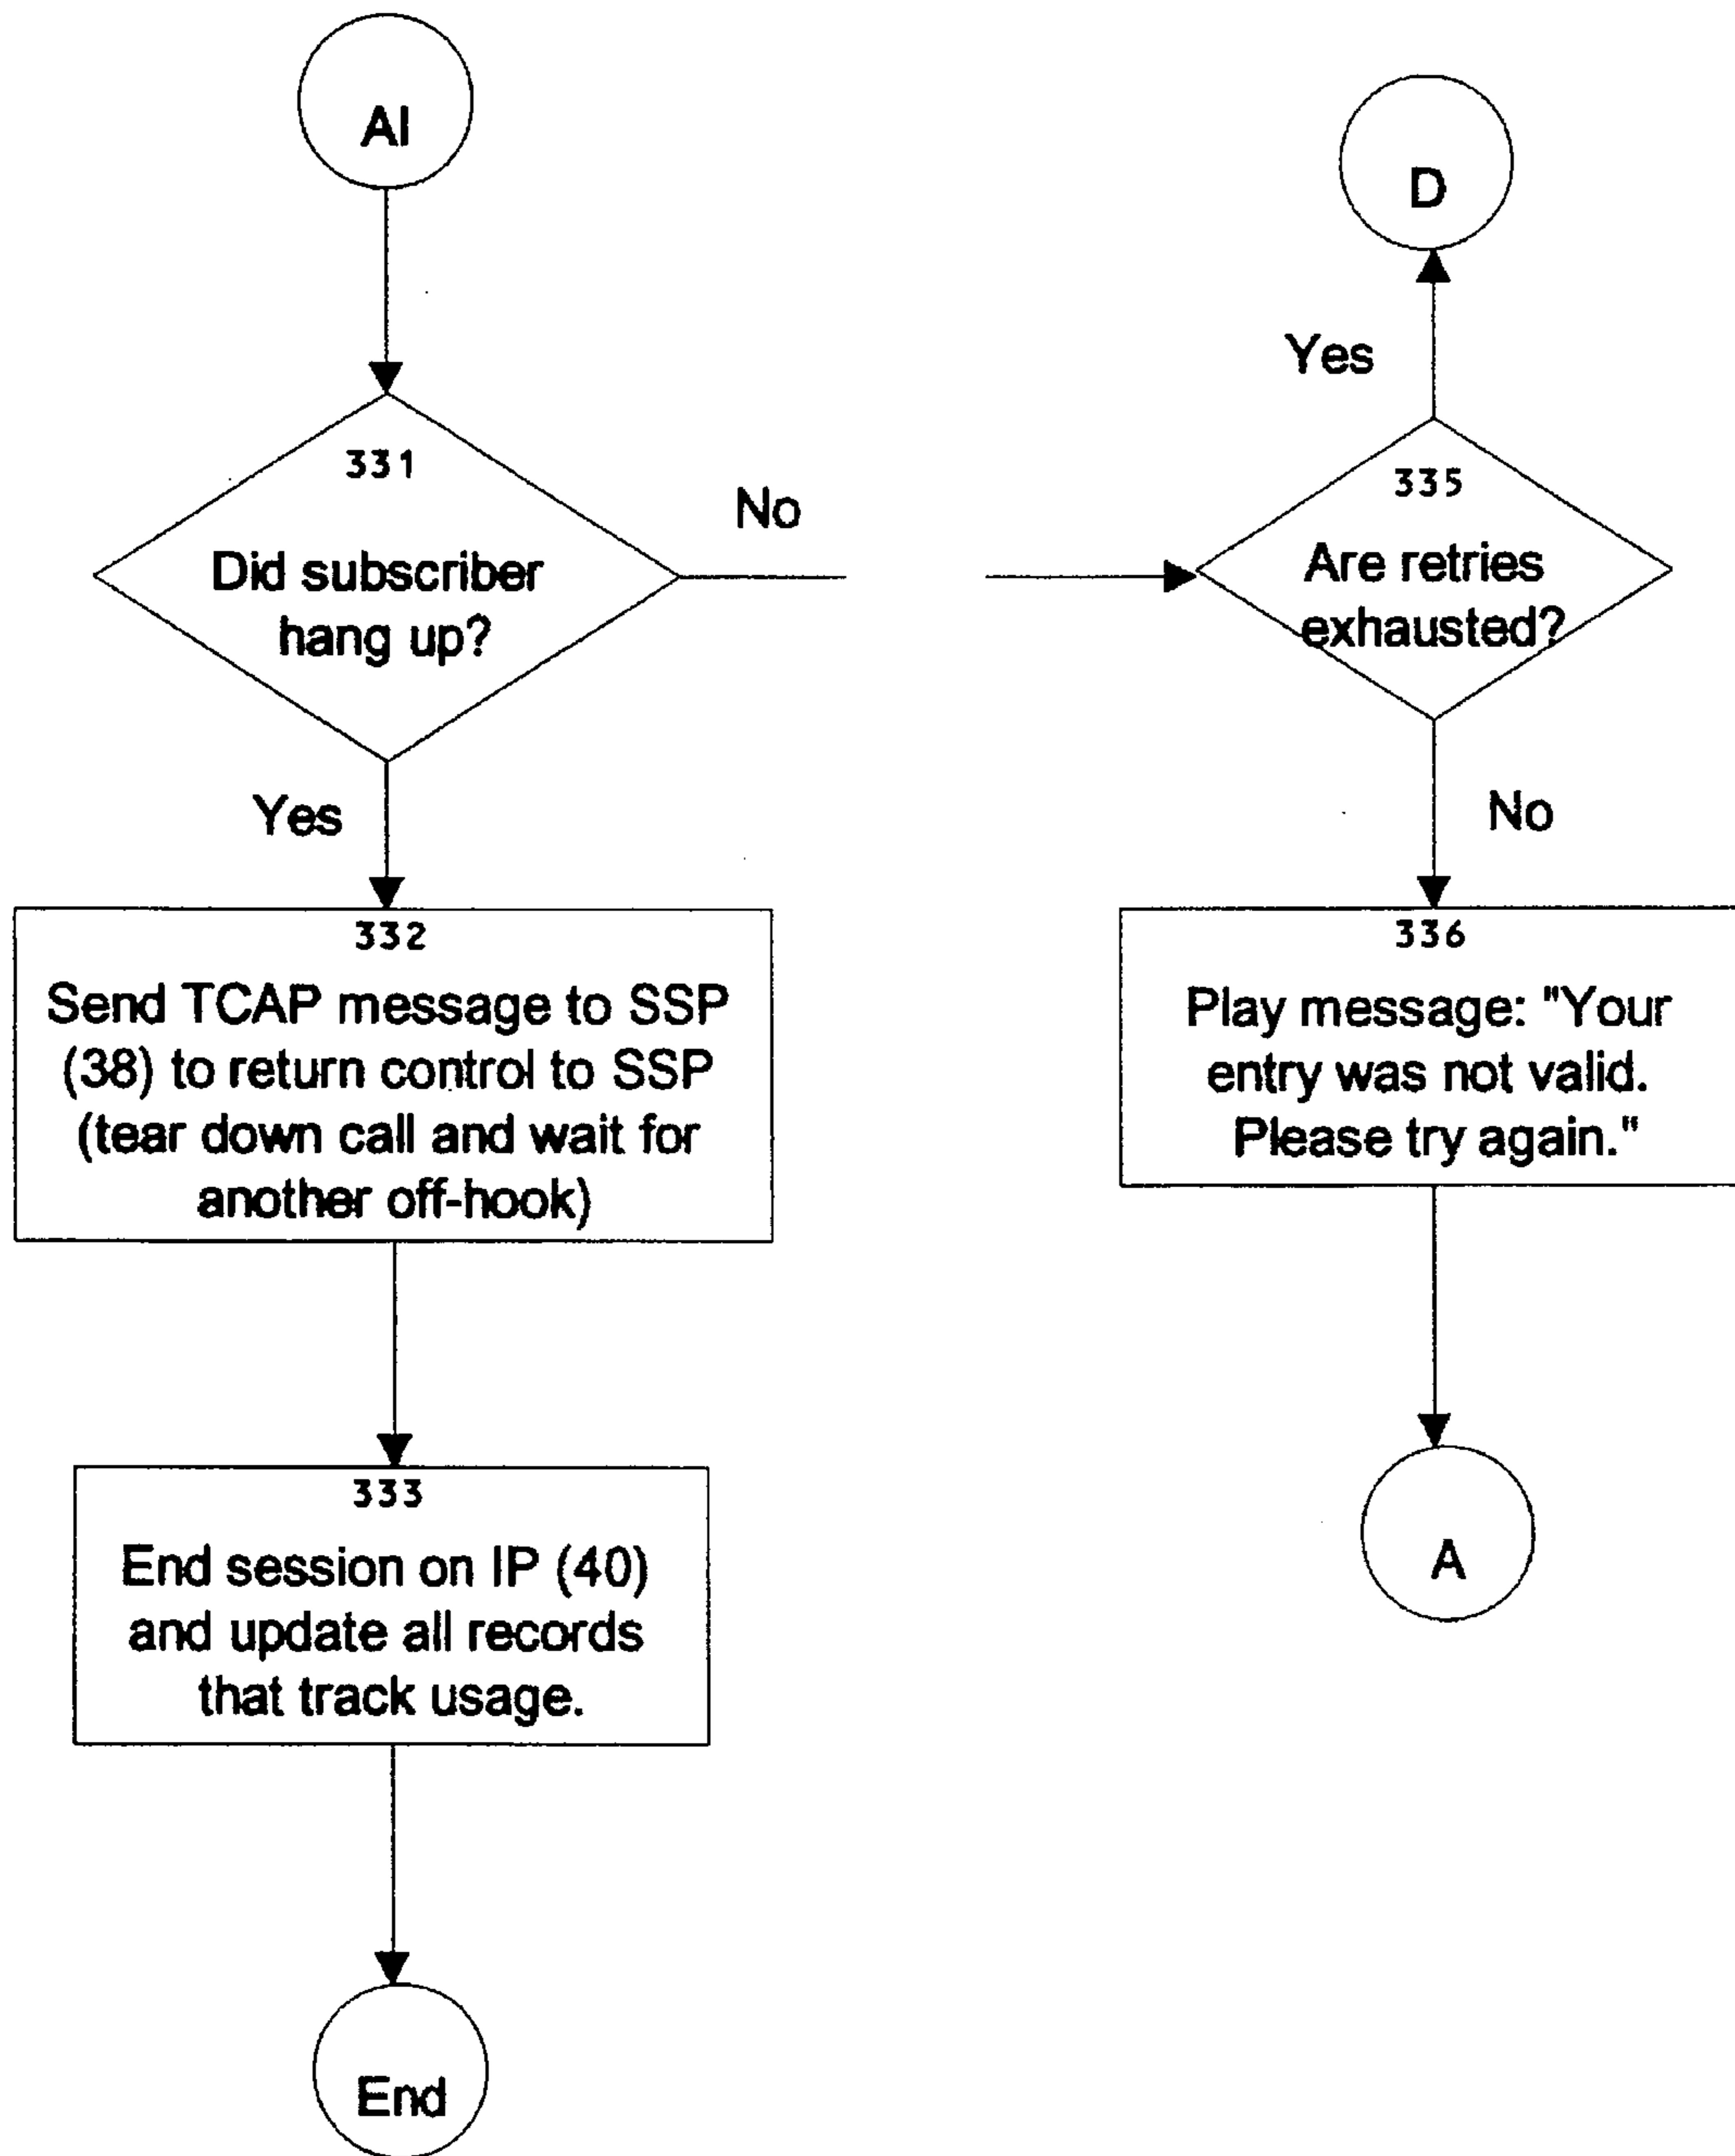 AI
331
Did subscriber
hang up?
No
Yes
332
Send TCAP message to SSP
(38) to return control to SSP
(tear down call and wait for
another off-hook)
333
End session on IP (40)
and update all records
that track usage.
End
D
Yes
335
Are retries
exhausted?
No
336
Play message: "Your
entry was not valid.
Please try again."
A